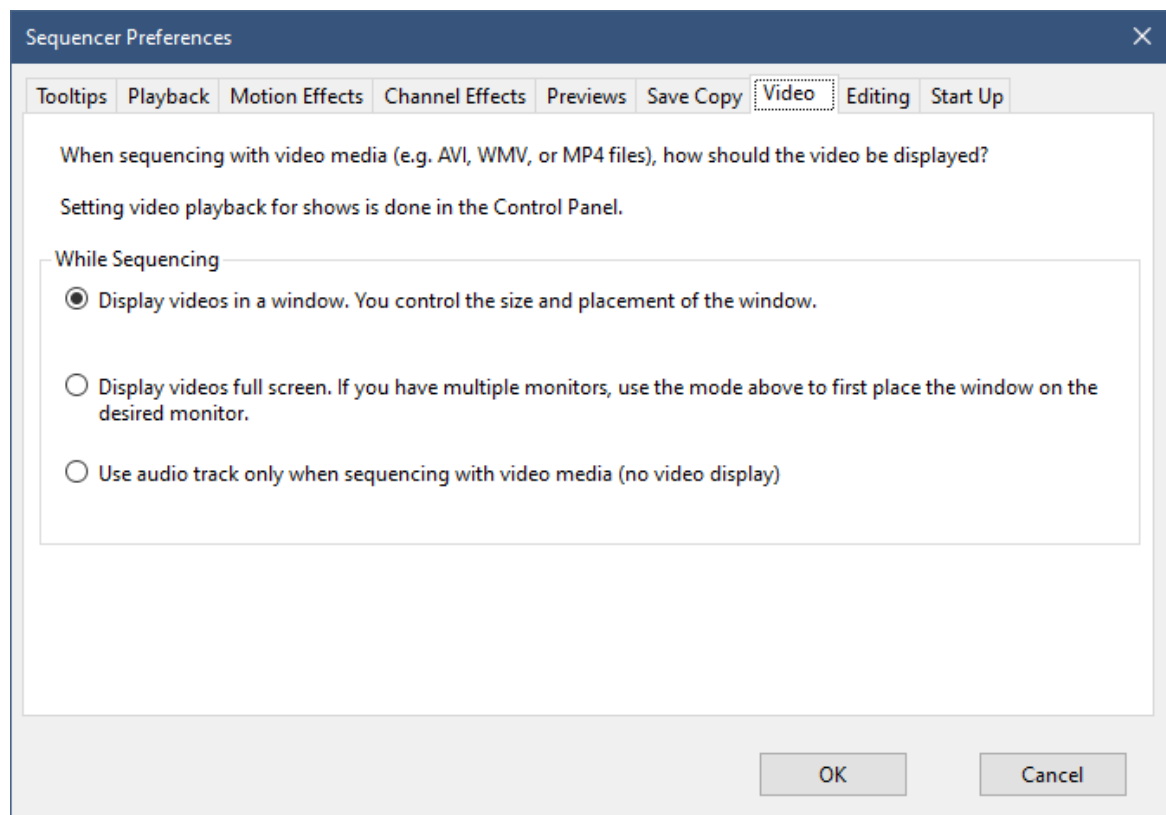 Sequencer Preferences
Tooltips Playback Motion Effects Channel Effects Previews Save Copy Video Editing Start Up
When sequencing with video media (e.g. AVI, WMV, or MP4 files), how should the video be displayed?
Setting video playback for shows is done in the Control Panel.
While Sequencing
Display videos in a window. You control the size and placement of the window.
Display videos full screen. If you have multiple monitors, use the mode above to first place the window on the
desired monitor.
Use audio track only when sequencing with video media (no video display)
OK Cancel